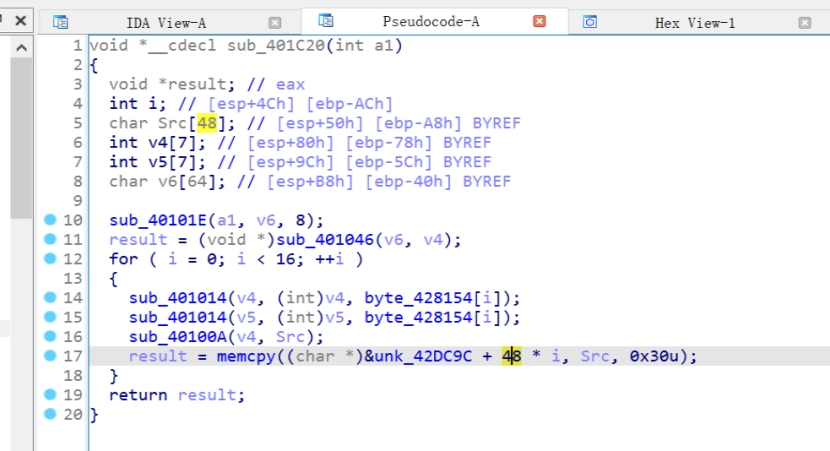 IDA View-A
Pseudocode-A
Hex View-1
1 void *__cdecl sub_401C20(int a1)
2 {
3 void *result; // eax
4 int i; // [esp+4Ch] [ebp-ACh]
5 char Src[48]; // [esp+50h] [ebp-A8h] BYREF
6 int v4[7]; // [esp+80h] [ebp-78h] BYREF
7 int v5[7]; // [esp+9Ch] [ebp-5Ch] BYREF
8 char v6[64]; // [esp+B8h] [ebp-40h] BYREF
9
10 sub_40101E(a1, v6, 8);
11 result = (void *)sub_401046(v6, v4);
12 for ( i = 0; i < 16; ++i )
13 {
14 sub_401014(v4, (int)v4, byte_428154[i]);
15 sub_401014(v5, (int)v5, byte_428154[i]);
16 sub_40100A(v4, Src);
17 result = memcpy((char *)&unk_42DC9C + 48 * i, Src, 0x30u);
18 }
19 return result;
20 }